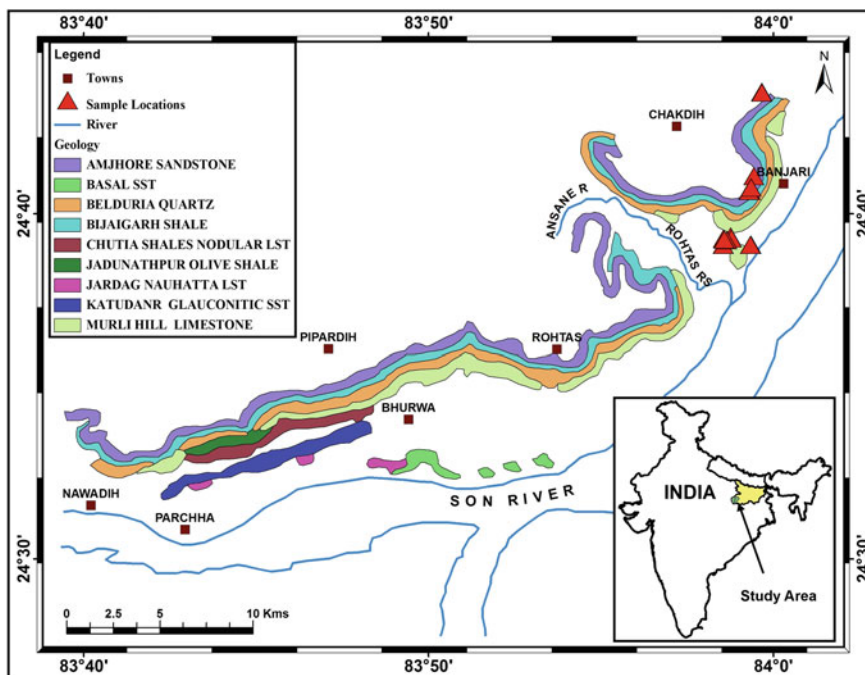 83°40' 83°50' 84°0'
Legend
Towns
Sample Locations
River
Geology
AMJHORE SANDSTONE
BASAL SST
BELDURIA QUARTZ
BIJAIGARH SHALE
CHUTIA SHALES NODULAR LST
JADUNATHPUR OLIVE SHALE
JARDAG NAUHATTA LST
KATUDANR GLAUCONITIC SST
MURLI HILL LIMESTONE
N
CHAKDIH
BANJARI
24°40' 24°40'
ANSANE R
ROHTAS RS
PIPARDIH
ROHTAS
BHURWA
NAWADIH
PARCHHA
SON RIVER
INDIA
Study Area
24°30' 24°30'
0 2.5 5 10 Kms
83°40' 83°50' 84°0'